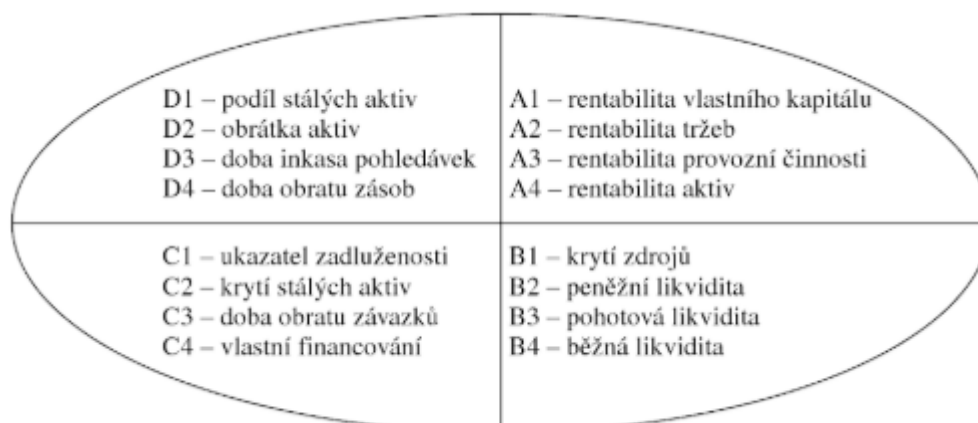 D1 – podíl stálých aktiv
D2 – obrátka aktiv
D3 – doba inkasa pohledávek
D4 – doba obratu zásob
A1 – rentabilita vlastního kapitálu
A2 – rentabilita tržeb
A3 – rentabilita provozní činnosti
A4 – rentabilita aktiv
C1 – ukazatel zadluženosti
C2 – krytí stálých aktiv
C3 – doba obratu závazků
C4 – vlastní financování
B1 – krytí zdrojů
B2 – peněžní likvidita
B3 – pohotová likvidita
B4 – běžná likvidita